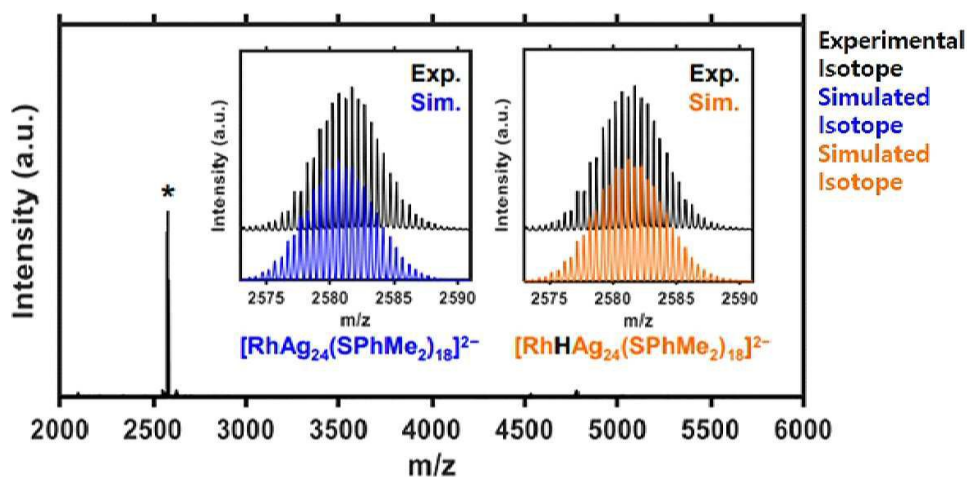 Intensity (a.u.)
*
Exp.
Sim.
Intensity (a.u.)
2575 2580 2585 2590
m/z
[RhAg₂₄(SPhMe₂)₁₈]²⁻
Exp.
Sim.
Intensity (a.u.)
2575 2580 2585 2590
m/z
[RhHAg₂₄(SPhMe₂)₁₈]²⁻
2000 2500 3000 3500 4000 4500 5000 5500 6000
m/z
Experimental
Isotope
Simulated
Isotope
Simulated
Isotope